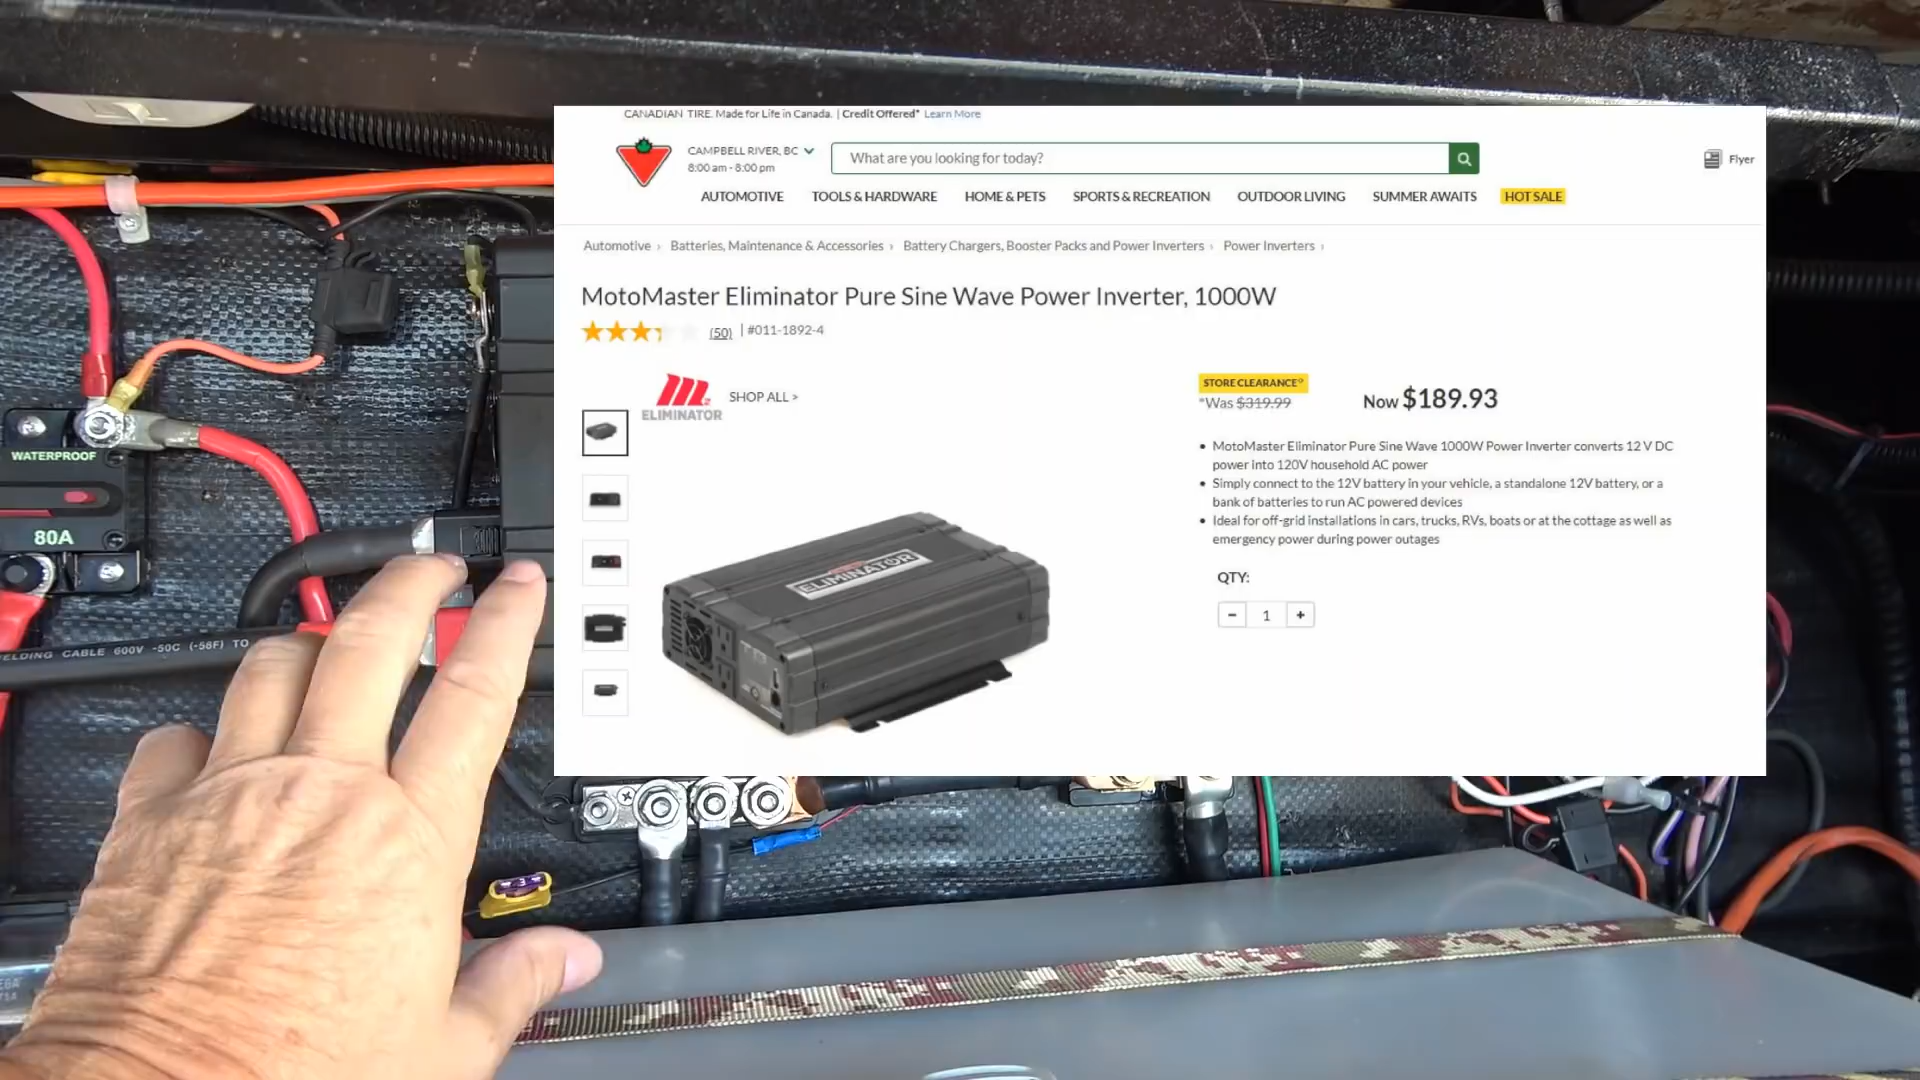 CANADIAN TIRE. Made for Life in Canada. | Credit Offered* Learn More
CAMPBELL RIVER, BC
8:00 am - 8:00 pm
What are you looking for today?
Flyer
AUTOMOTIVE TOOLS & HARDWARE HOME & PETS SPORTS & RECREATION OUTDOOR LIVING SUMMER AWAITS HOT SALE
Automotive › Batteries, Maintenance & Accessories › Battery Chargers, Booster Packs and Power Inverters › Power Inverters ›
MotoMaster Eliminator Pure Sine Wave Power Inverter, 1000W
(50) | #011-1892-4
ELIMINATOR
SHOP ALL >
STORE CLEARANCE
*Was $319.99 Now $189.93
• MotoMaster Eliminator Pure Sine Wave 1000W Power Inverter converts 12 V DC
power into 120V household AC power
• Simply connect to the 12V battery in your vehicle, a standalone 12V battery, or a
bank of batteries to run AC powered devices
• Ideal for off-grid installations in cars, trucks, RVs, boats or at the cottage as well as
emergency power during power outages
QTY:
- 1 +
ELIMINATOR
WATERPROOF
80A
WELDING CABLE 600V -50C (-58F) TO
3